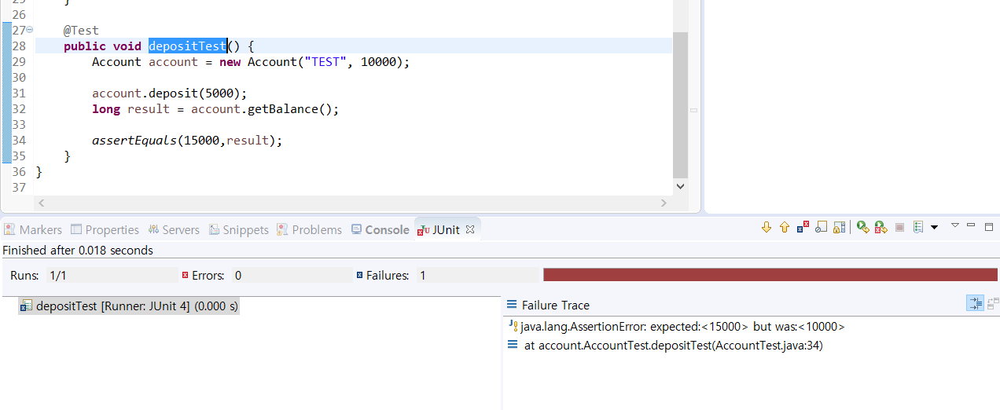 25 }
26
27 @Test
28 public void depositTest() {
29 Account account = new Account("TEST", 10000);
30
31 account.deposit(5000);
32 long result = account.getBalance();
33
34 assertEquals(15000,result);
35 }
36 }
37
Markers Properties Servers Snippets Problems Console JUnit
Finished after 0.018 seconds
Runs: 1/1 Errors: 0 Failures: 1
depositTest [Runner: JUnit 4] (0.000 s)
Failure Trace
java.lang.AssertionError: expected:<15000> but was:<10000>
at account.AccountTest.depositTest(AccountTest.java:34)